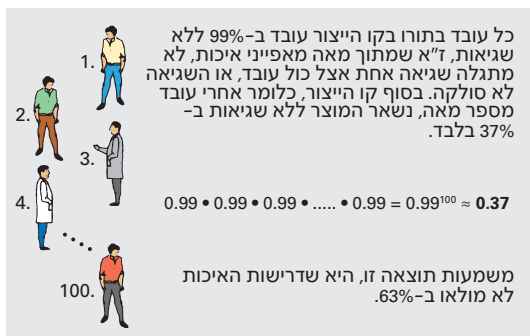 כל עובד בתורו בקו הייצור עובד ב-99% ללא
שגיאות, ז"א שמתוך מאה מאפייני איכות, לא
מתגלה שגיאה אחת אצל כול עובד, או השגיאה
לא סולקה. בסוף קו הייצור, כלומר אחרי עובד
מספר מאה, נשאר המוצר ללא שגיאות ב-
37% בלבד.
1.
2.
3.
4.
0.99 • 0.99 • 0.99 • ..... • 0.99 = 0.99¹⁰⁰ ≈ 0.37
100.
משמעות תוצאה זו, היא שדרישות האיכות
לא מולאו ב-63%.